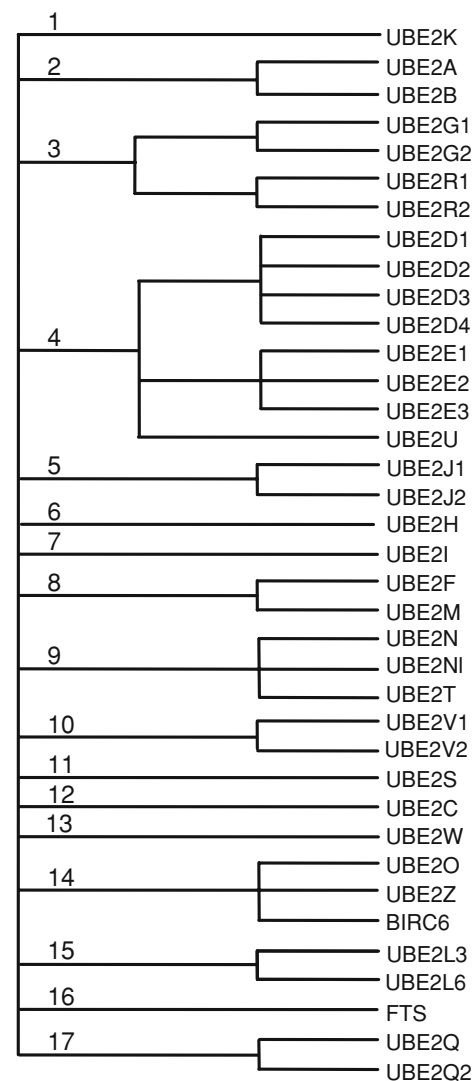 1
UBE2K
2
UBE2A
UBE2B
3
UBE2G1
UBE2G2
UBE2R1
UBE2R2
4
UBE2D1
UBE2D2
UBE2D3
UBE2D4
UBE2E1
UBE2E2
UBE2E3
UBE2U
5
UBE2J1
UBE2J2
6
UBE2H
7
UBE2I
8
UBE2F
UBE2M
9
UBE2N
UBE2Nl
UBE2T
10
UBE2V1
UBE2V2
11
UBE2S
12
UBE2C
13
UBE2W
14
UBE2O
UBE2Z
BIRC6
15
UBE2L3
UBE2L6
16
FTS
17
UBE2Q
UBE2Q2